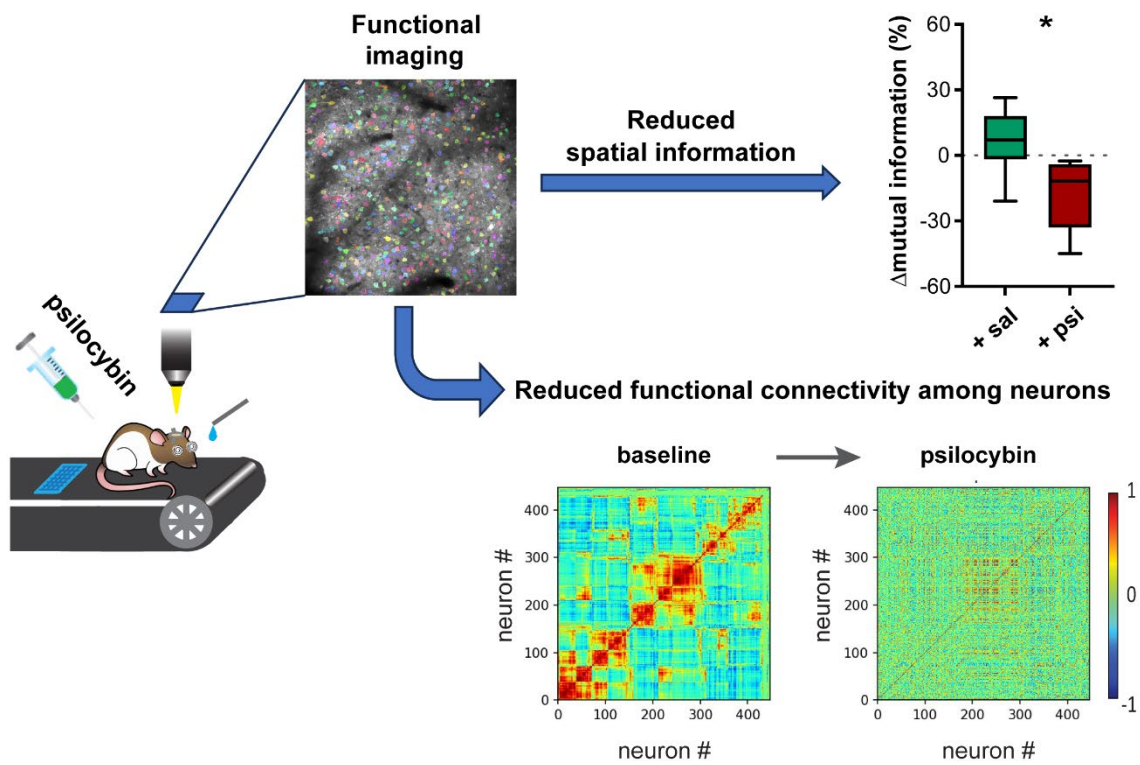 Functional
imaging
Reduced
spatial information
Δmutual information (%)
60
30
0
-30
-60
*
+ sal
+ psi
psilocybin
Reduced functional connectivity among neurons
baseline
psilocybin
neuron #
400
300
200
100
0
0 100 200 300 400
neuron #
neuron #
400
300
200
100
0
0 100 200 300 400
neuron #
1
0
-1